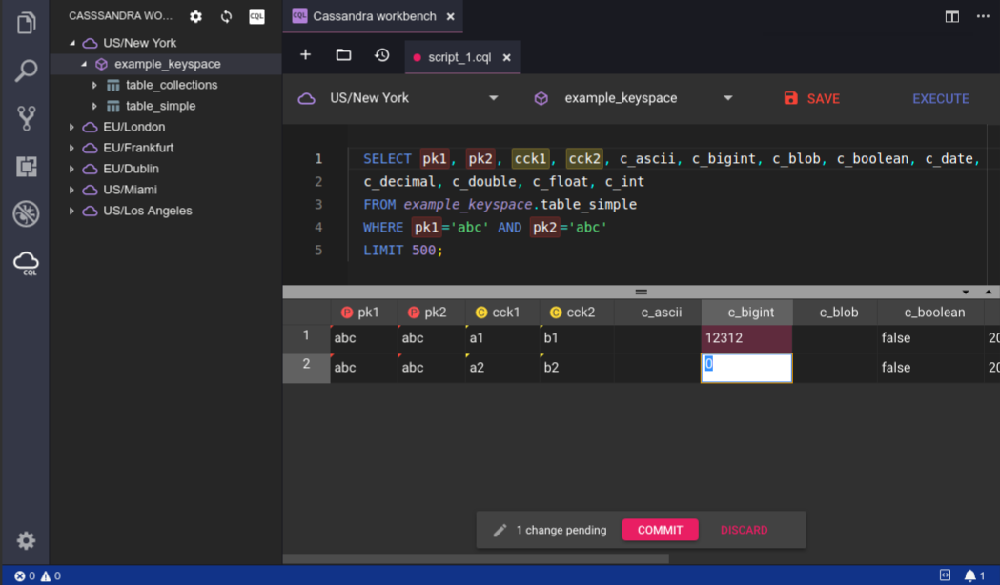 CASSSANDRA WO...
CQL
US/New York
example_keyspace
table_collections
table_simple
EU/London
EU/Frankfurt
EU/Dublin
US/Miami
US/Los Angeles
CQL
CQL Cassandra workbench
script_1.cql
US/New York example_keyspace SAVE EXECUTE
1 SELECT pk1, pk2, cck1, cck2, c_ascii, c_bigint, c_blob, c_boolean, c_date,
2 c_decimal, c_double, c_float, c_int
3 FROM example_keyspace.table_simple
4 WHERE pk1='abc' AND pk2='abc'
5 LIMIT 500;
P pk1 P pk2 C cck1 C cck2 c_ascii c_bigint c_blob c_boolean
1 abc abc a1 b1 12312 false 20
2 abc abc a2 b2 0 false 20
1 change pending COMMIT DISCARD
0 0 1